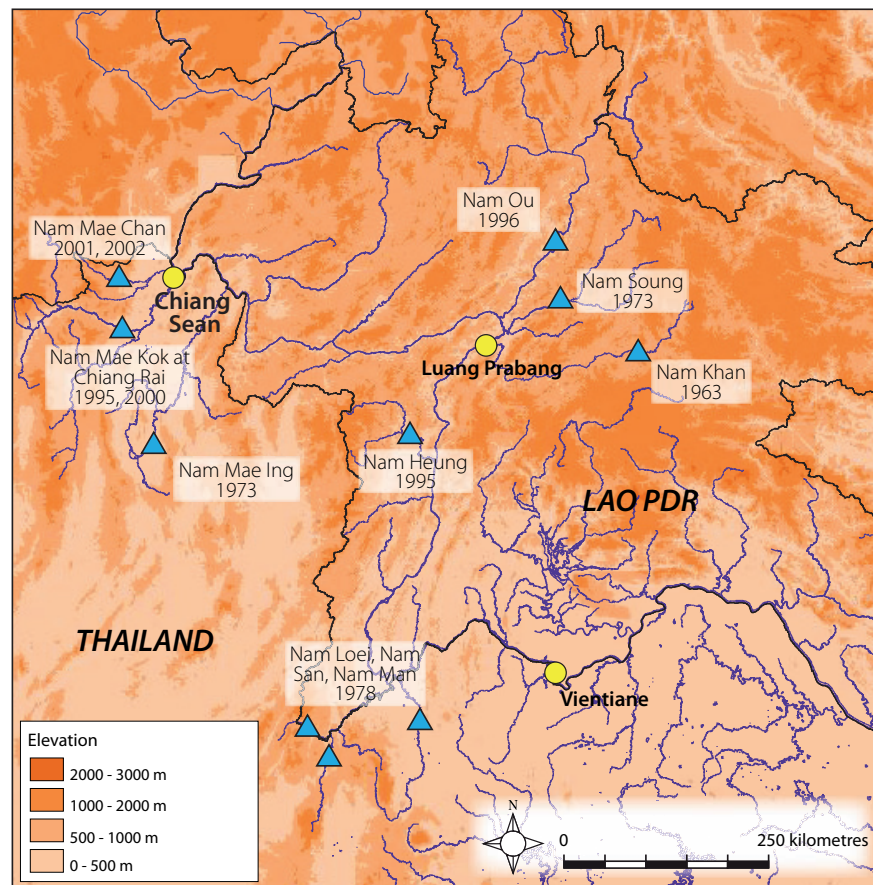 Nam Ou
1996
Nam Mae Chan
2001, 2002
Nam Soung
1973
Chiang
Sean
Luang Prabang
Nam Mae Kok at
Chiang Rai
1995, 2000
Nam Khan
1963
Nam Mae Ing
1973
Nam Heung
1995
LAO PDR
THAILAND
Nam Loei, Nam
San, Nam Man
1978
Vientiane
Elevation
2000 - 3000 m
1000 - 2000 m
500 - 1000 m
0 - 500 m
N
0 250 kilometres